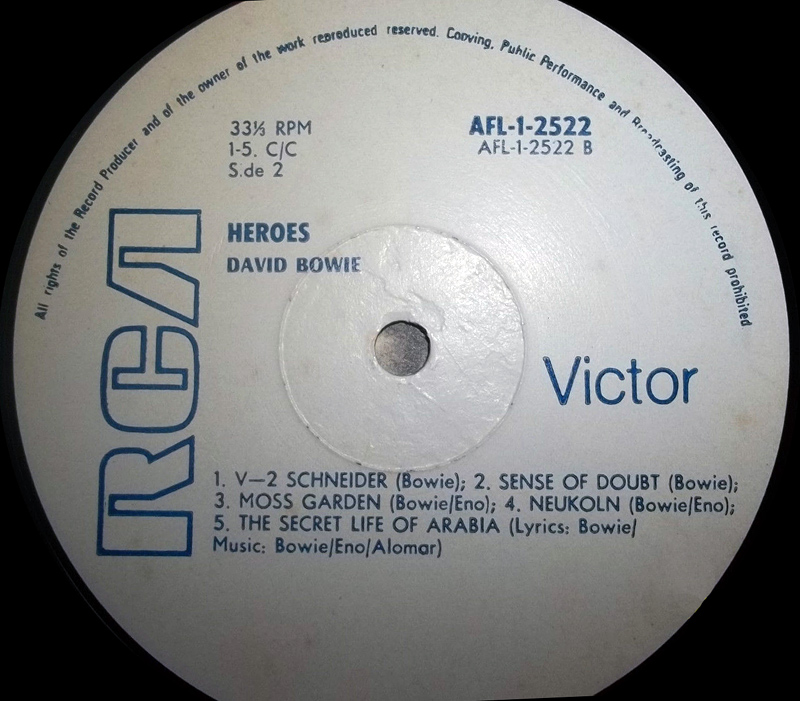 All rights of the Record Producer and of the owner of the work reproduced reserved. Copying, Public Performance and Broadcasting of this record prohibited
33⅓ RPM
1-5. C/C
S.de 2
AFL-1-2522
AFL-1-2522 B
HEROES
DAVID BOWIE
RCA
Victor
1. V—2 SCHNEIDER (Bowie); 2. SENSE OF DOUBT (Bowie);
3. MOSS GARDEN (Bowie/Eno); 4. NEUKOLN (Bowie/Eno);
5. THE SECRET LIFE OF ARABIA (Lyrics: Bowie/
Music: Bowie/Eno/Alomar)